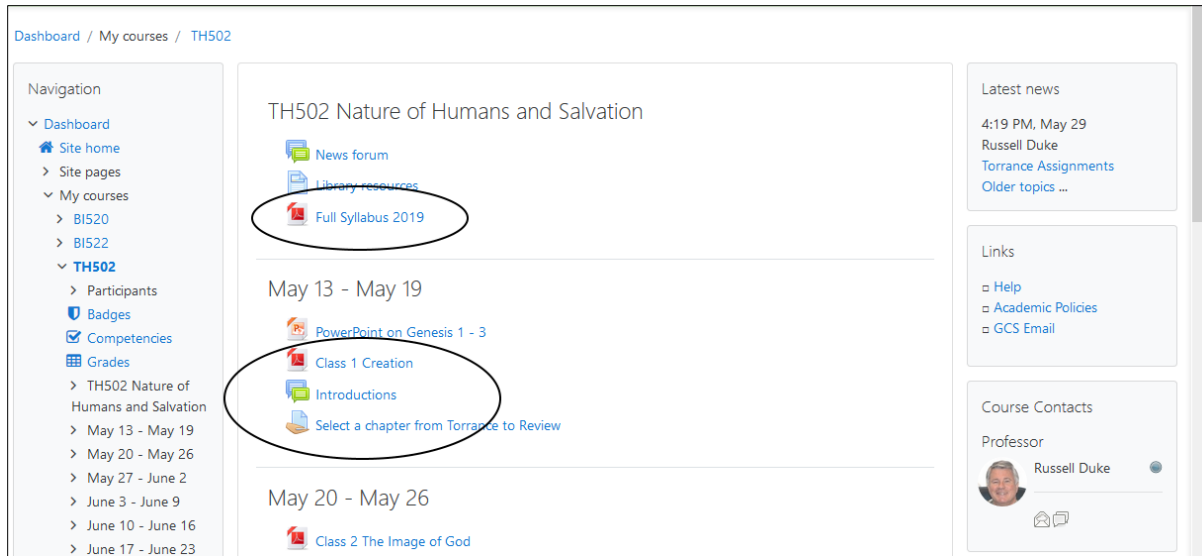 Dashboard / My courses / TH502
Navigation
Dashboard
Site home
Site pages
My courses
BI520
BI522
TH502
Participants
Badges
Competencies
Grades
TH502 Nature of
Humans and Salvation
May 13 - May 19
May 20 - May 26
May 27 - June 2
June 3 - June 9
June 10 - June 16
June 17 - June 23
TH502 Nature of Humans and Salvation
News forum
Library resources
Full Syllabus 2019
May 13 - May 19
PowerPoint on Genesis 1 - 3
Class 1 Creation
Introductions
Select a chapter from Torrance to Review
May 20 - May 26
Class 2 The Image of God
Latest news
4:19 PM, May 29
Russell Duke
Torrance Assignments
Older topics ...
Links
Help
Academic Policies
GCS Email
Course Contacts
Professor
Russell Duke